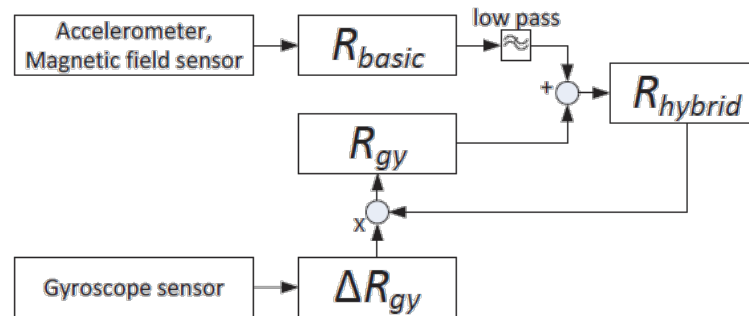 Accelerometer,
Magnetic field sensor
R_basic
low pass
+
R_hybrid
R_gy
x
Gyroscope sensor
ΔR_gy